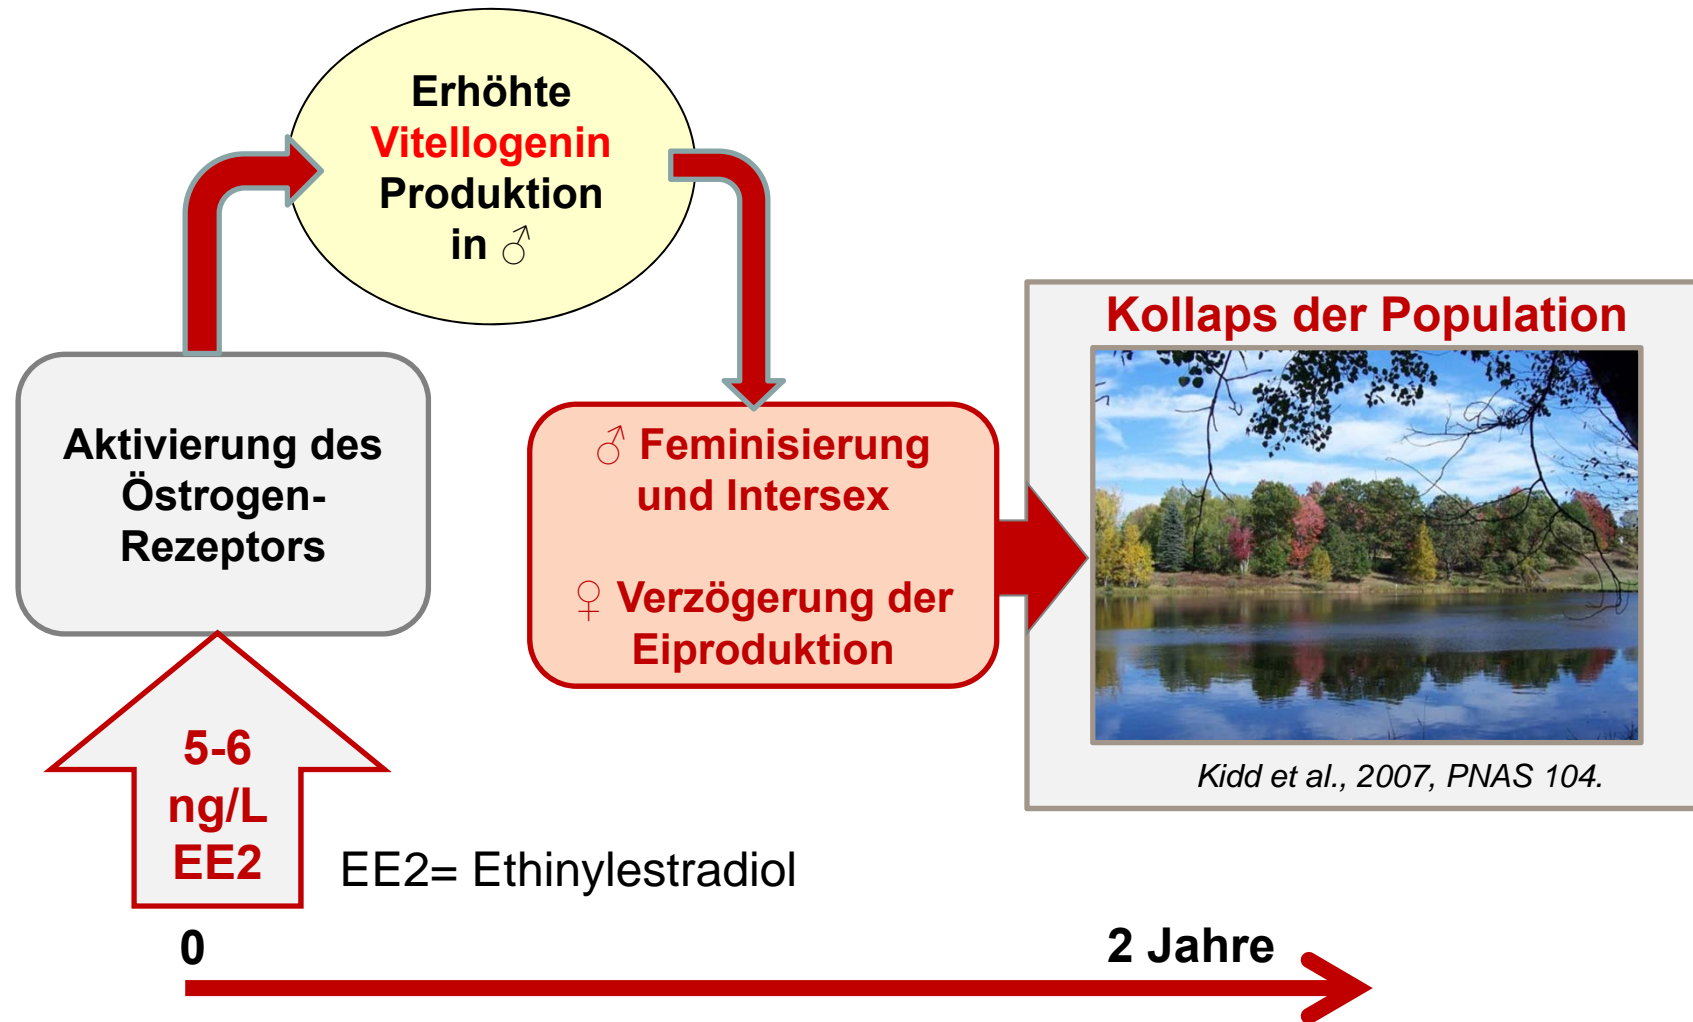 Erhöhte
Vitellogenin
Produktion
in ♂
Aktivierung des
Östrogen-
Rezeptors
5-6
ng/L
EE2
EE2= Ethinylestradiol
♂ Feminisierung
und Intersex
♀ Verzögerung der
Eiproduktion
Kollaps der Population
Kidd et al., 2007, PNAS 104.
0
2 Jahre